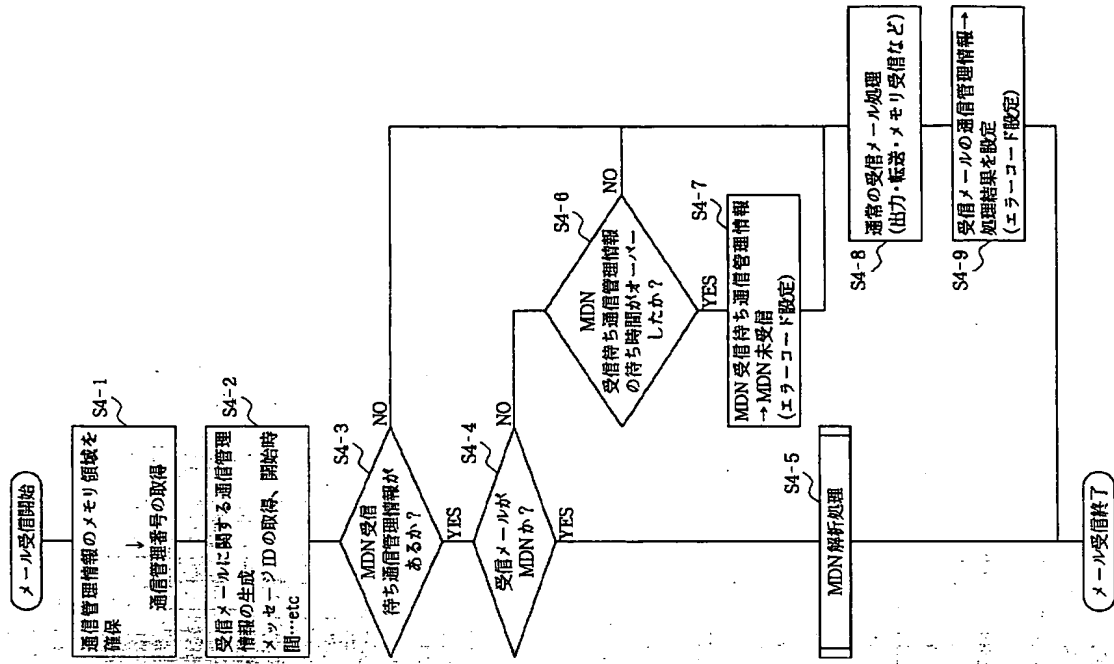 メール受信開始
S4-1
通信管理情報のメモリ領域を
確保
↓
通信管理番号の取得
S4-2
受信メールに関する通信管理
情報の生成
メッセージIDの取得、開始時
間…etc
S4-3
MDN受信
待ち通信管理情報が
あるか?
NO
YES
S4-4
受信メールが
MDNか?
NO
YES
S4-5
MDN解析処理
S4-6
MDN
受信待ち通信管理情報
の待ち時間がオーバー
したか?
NO
YES
S4-7
MDN受信待ち通信管理情報
→MDN未受信
(エラーコード設定)
S4-8
通常の受信メール処理
(出力・転送・メモリ受信など)
S4-9
受信メールの通信管理情報→
処理結果を設定
(エラーコード設定)
メール受信終了